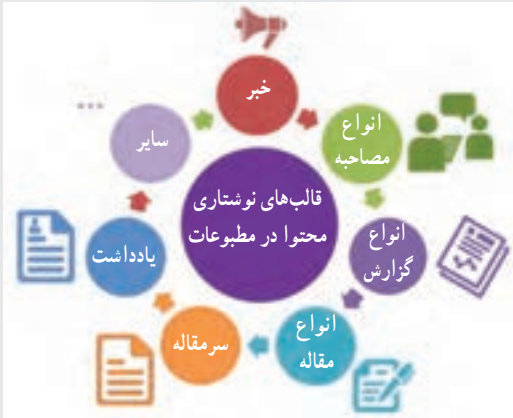 قالب‌های نوشتاری
محتوا در مطبوعات
خبر
انواع
مصاحبه
انواع
گزارش
انواع
مقاله
سرمقاله
یادداشت
سایر
...